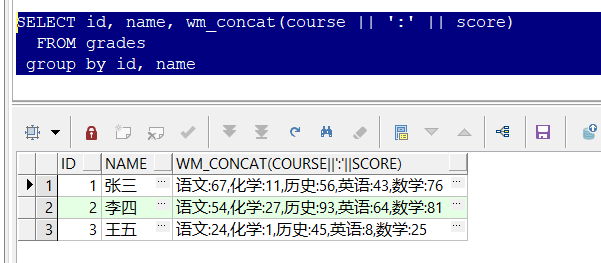 SELECT id, name, wm_concat(course || ':' || score)
FROM grades
group by id, name
ID NAME WM_CONCAT(COURSE||':'||SCORE)
1 1 张三 ... 语文:67,化学:11,历史:56,英语:43,数学:76 ...
2 2 李四 ... 语文:54,化学:27,历史:93,英语:64,数学:81 ...
3 3 王五 ... 语文:24,化学:1,历史:45,英语:8,数学:25 ...